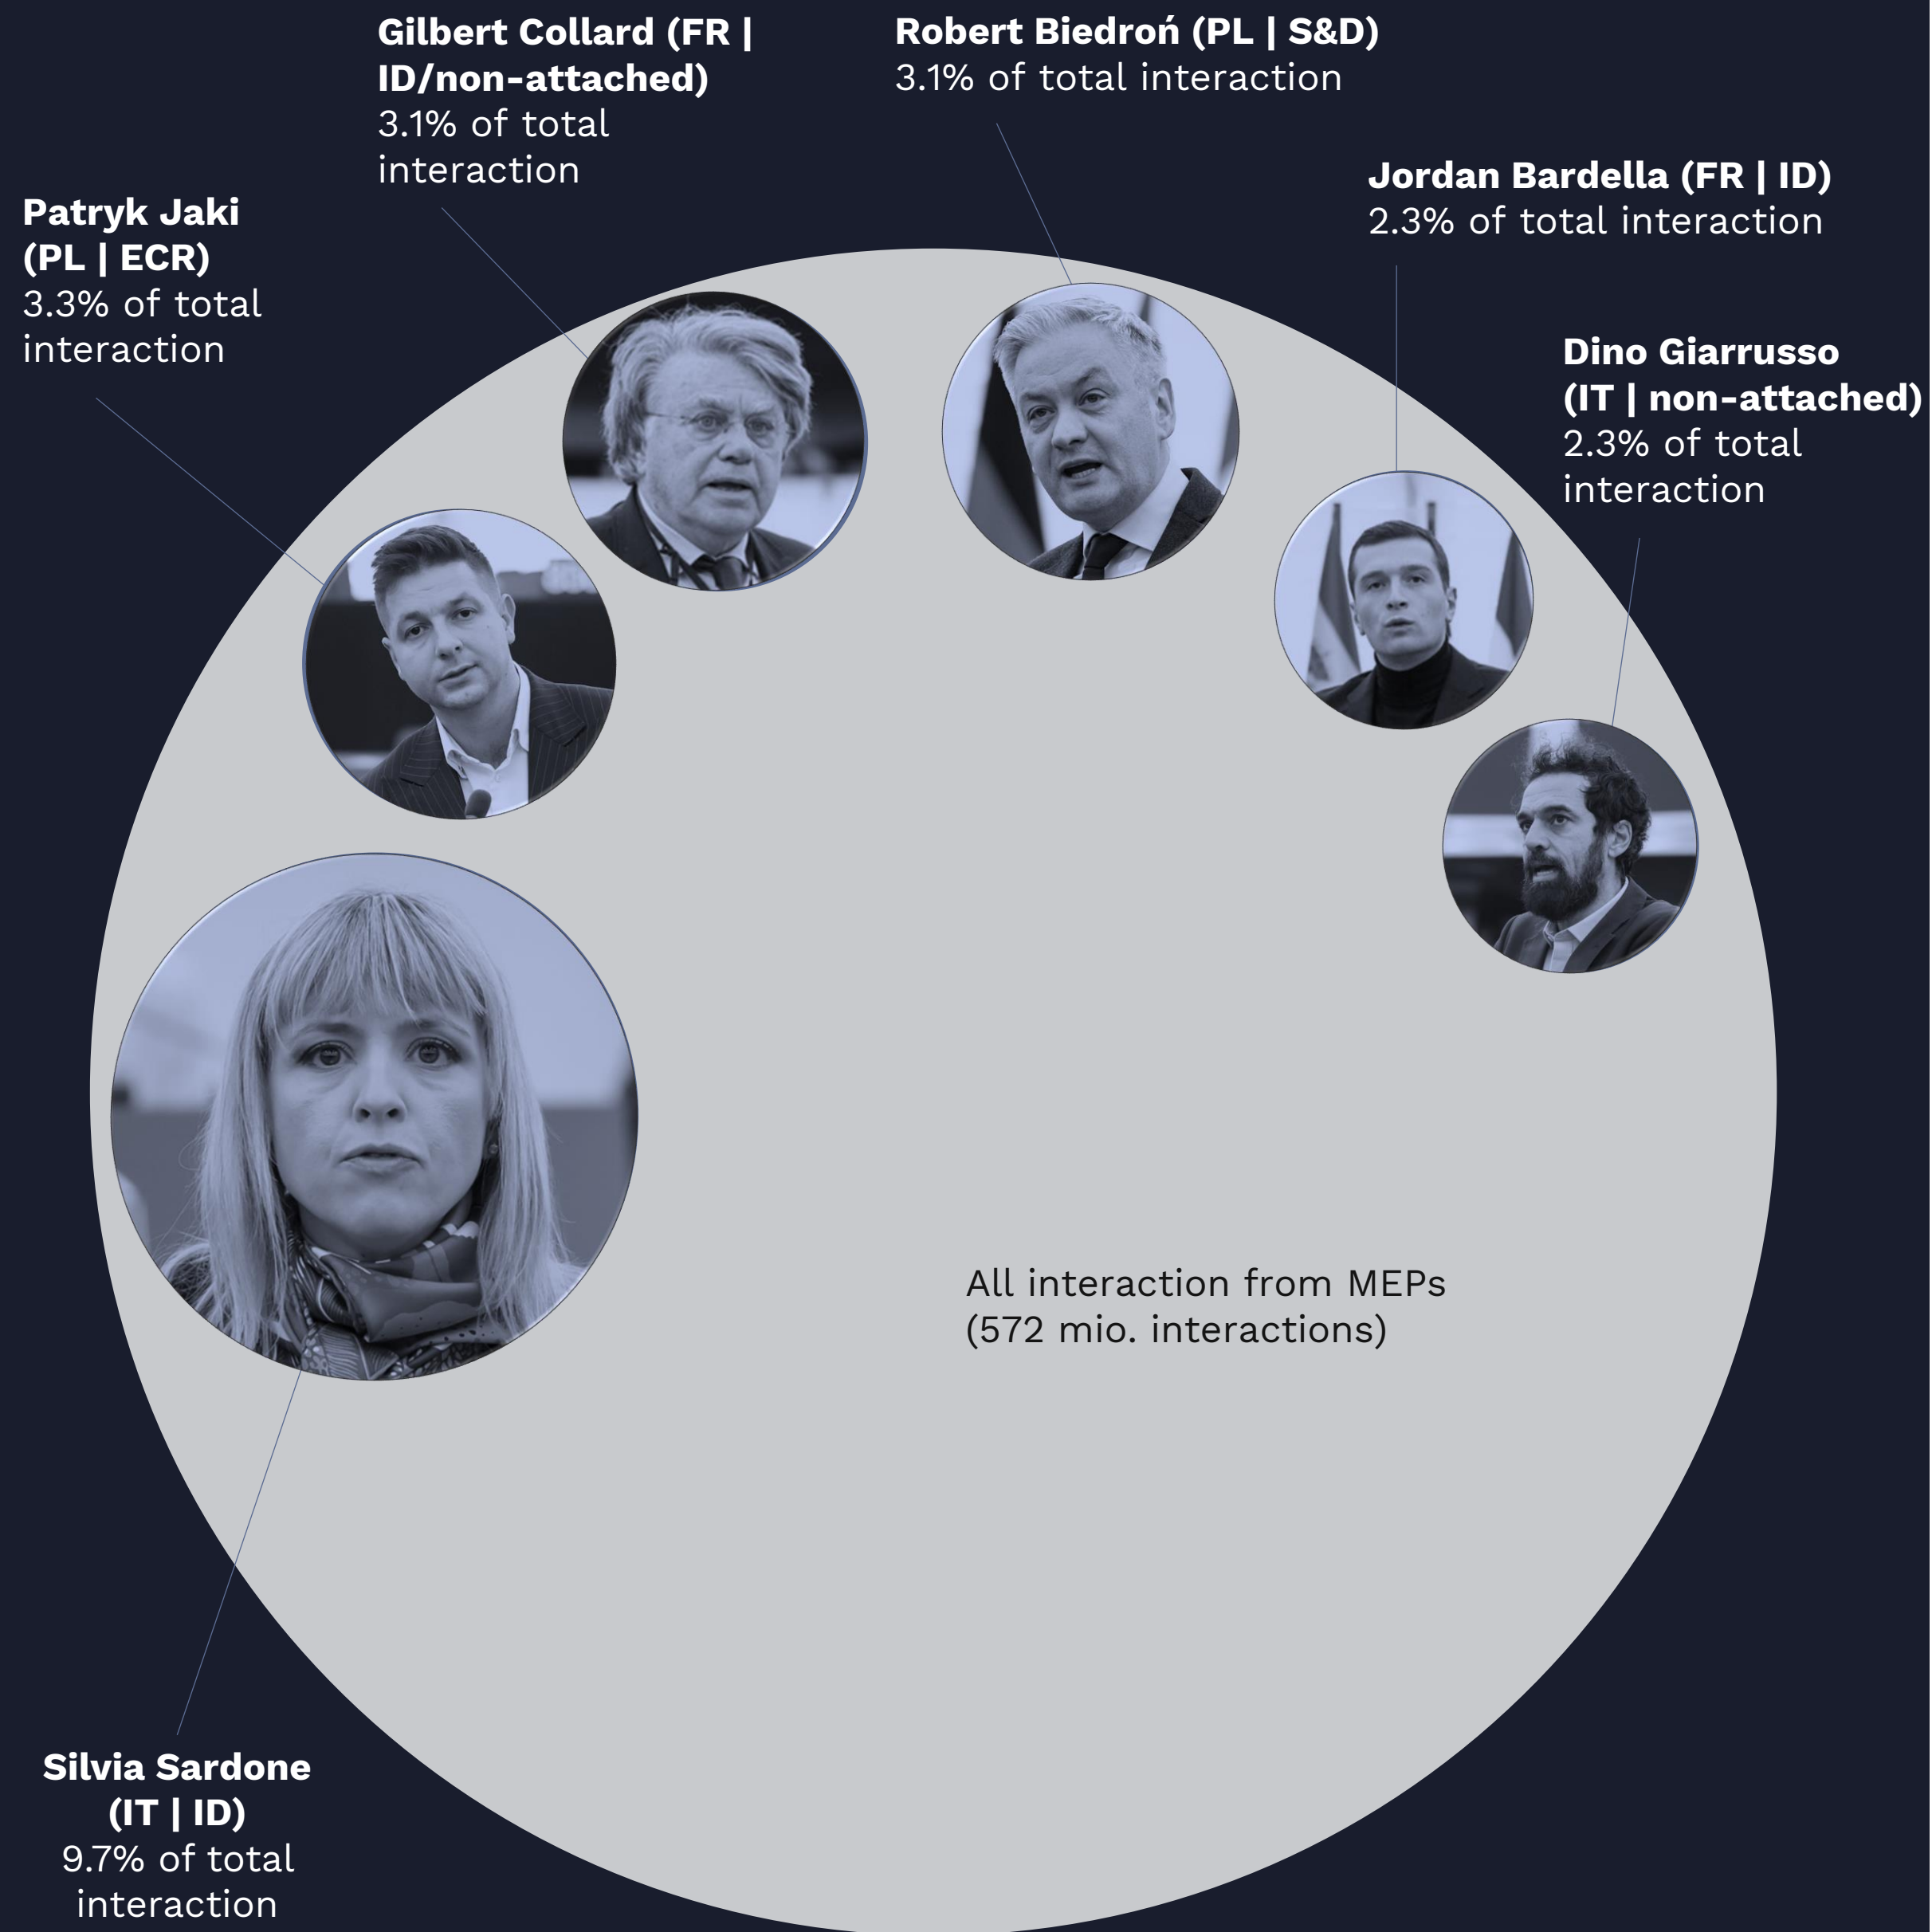 Gilbert Collard (FR |
ID/non-attached)
3.1% of total
interaction
Robert Biedroń (PL | S&D)
3.1% of total interaction
Jordan Bardella (FR | ID)
2.3% of total interaction
Patryk Jaki
(PL | ECR)
3.3% of total
interaction
Dino Giarrusso
(IT | non-attached)
2.3% of total
interaction
All interaction from MEPs
(572 mio. interactions)
Silvia Sardone
(IT | ID)
9.7% of total
interaction